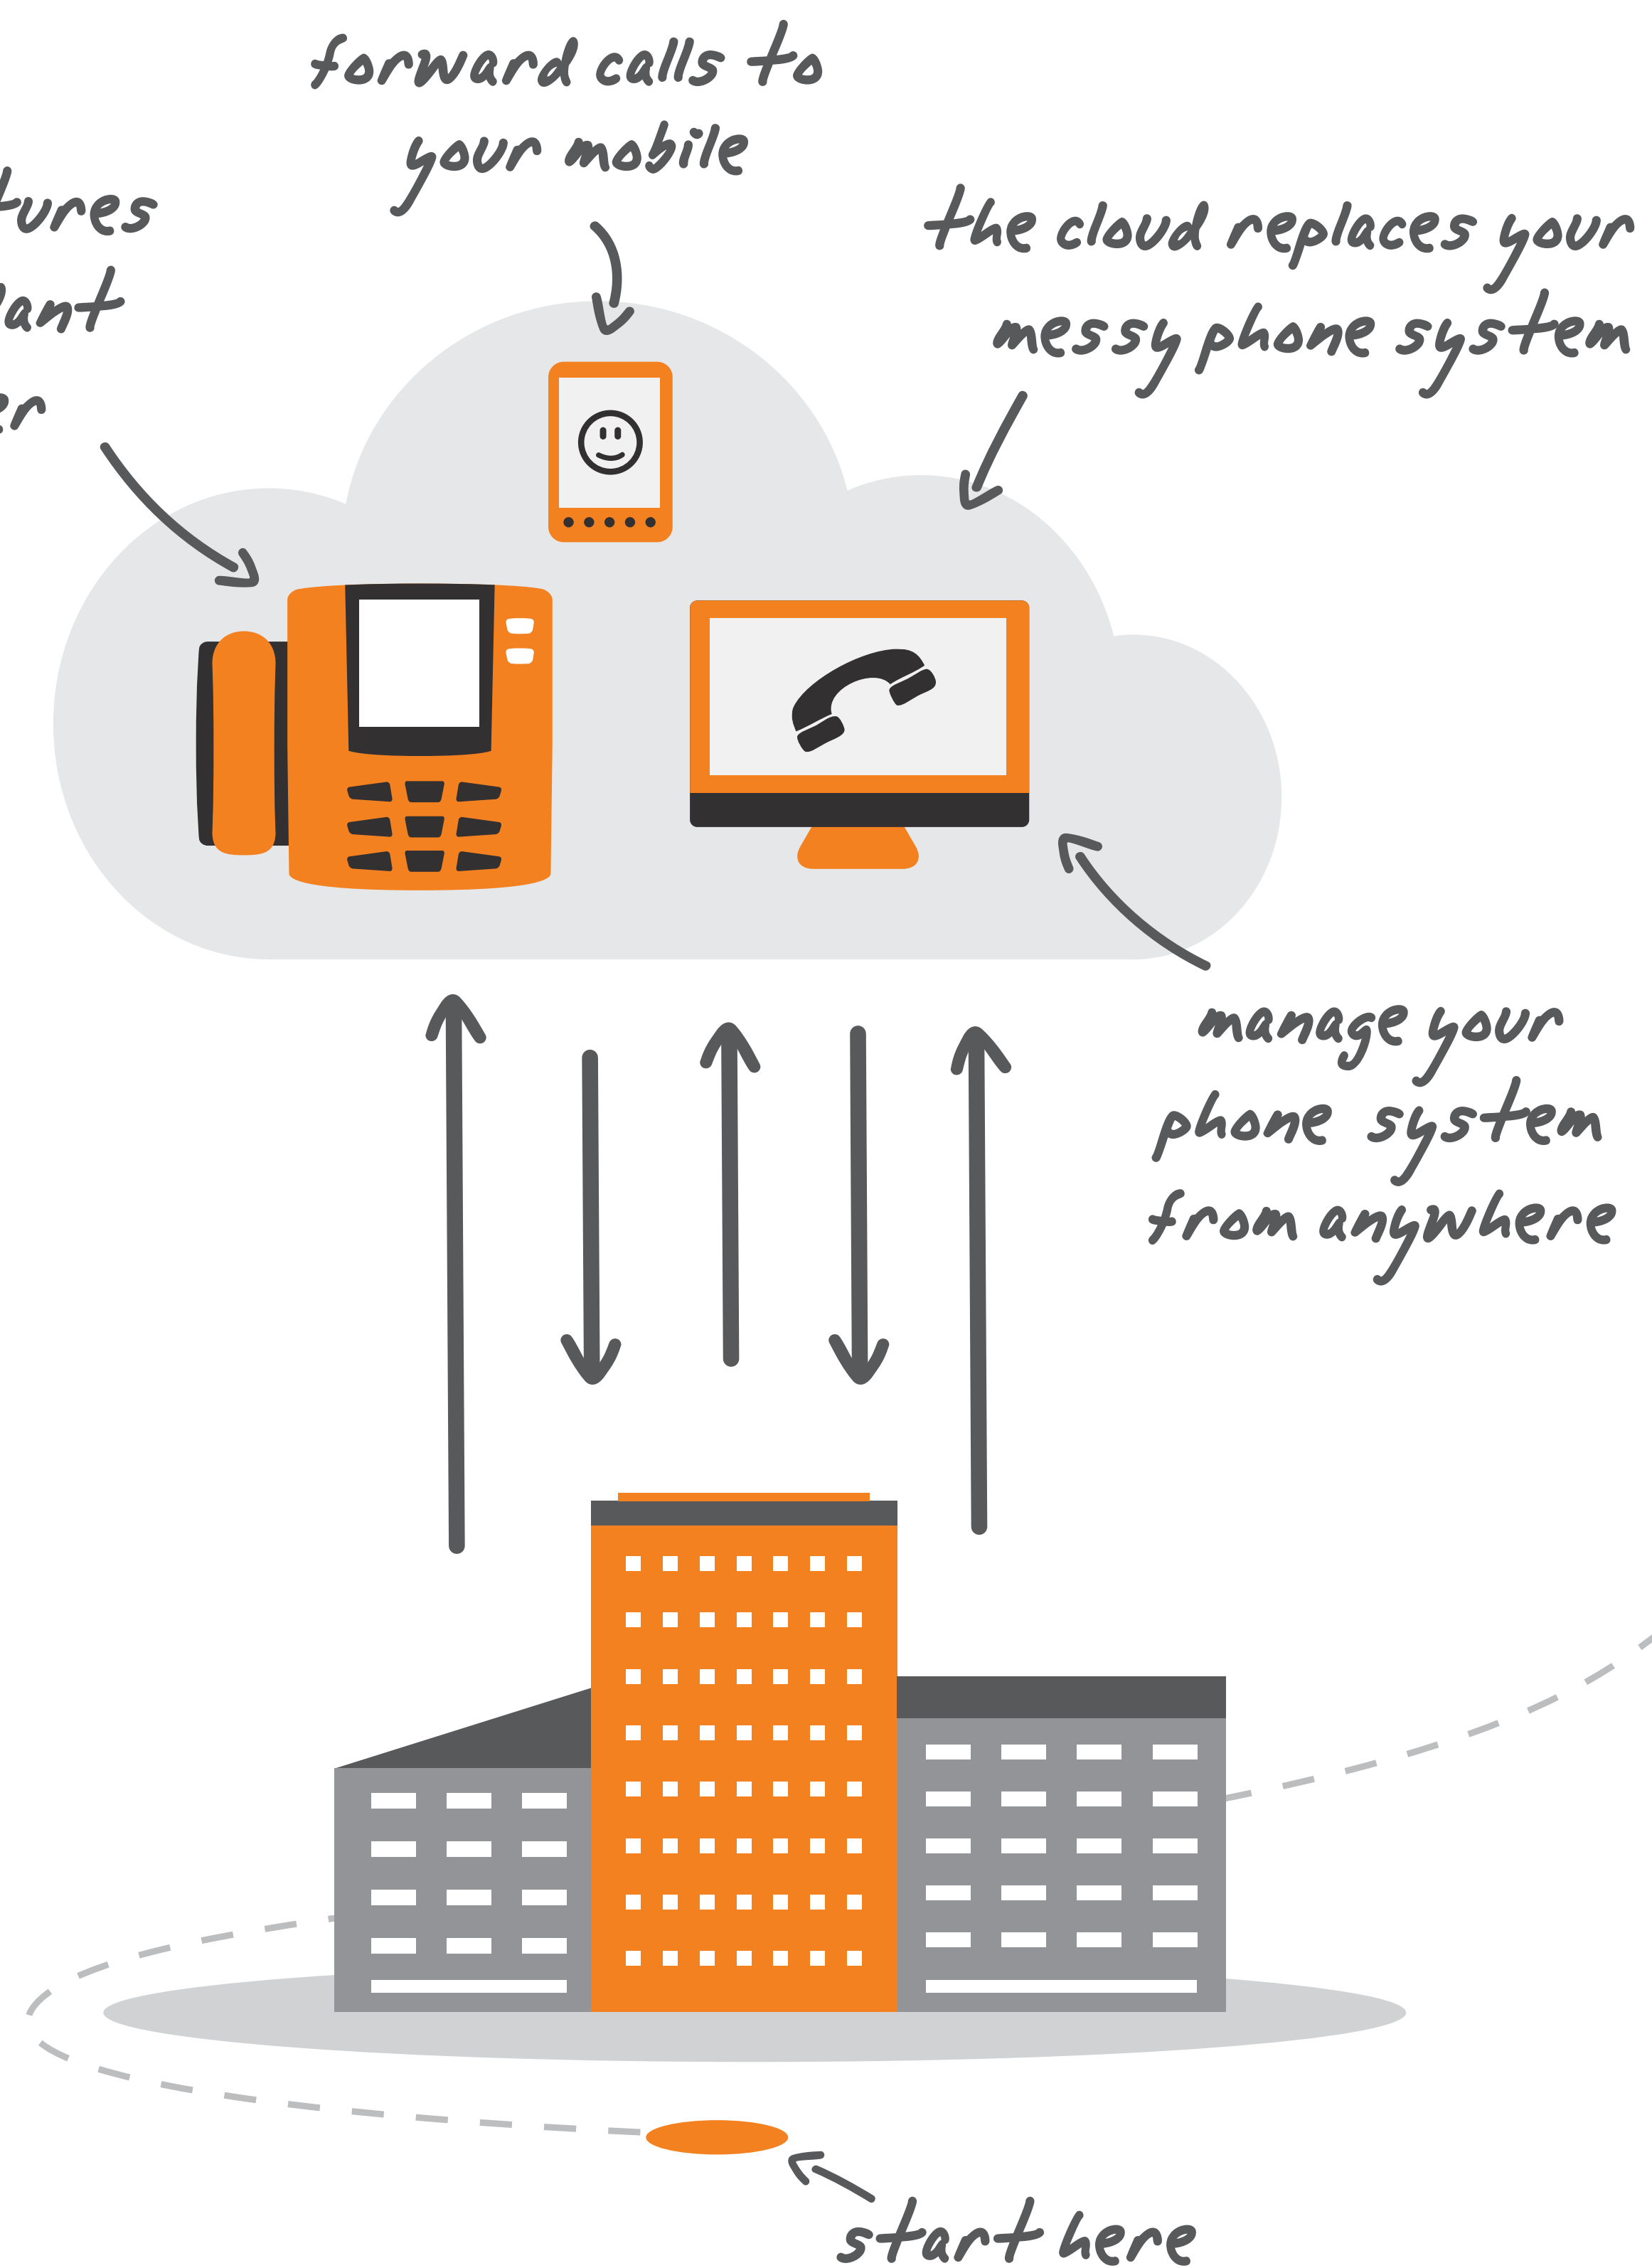 forward calls to
your mobile
the cloud replaces your
messy phone system
manage your
phone system
from anywhere
start here